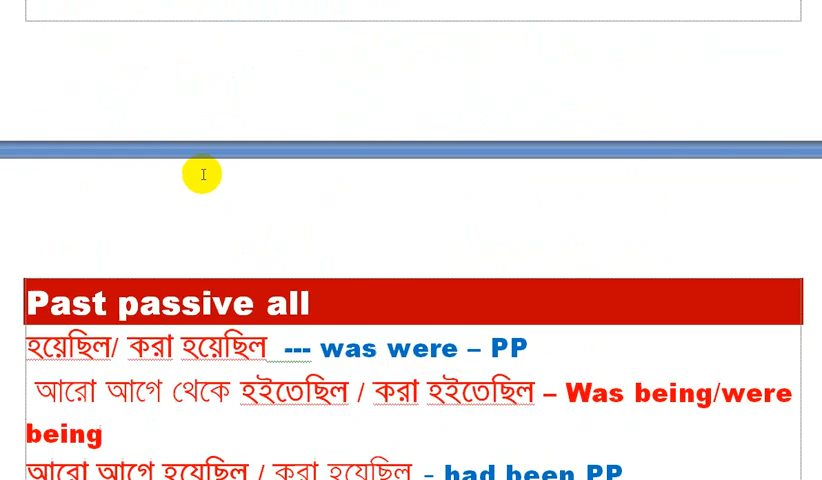 Past passive all
হয়েছিল/ করা হয়েছিল --- was were – PP
আরো আগে থেকে হইতেছিল / করা হইতেছিল – Was being/were
being
আরো আগে হয়েছিল / করা হয়েছিল - had been PP